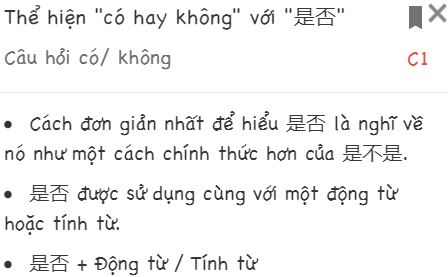 Thể hiện "có hay không" với "是否"
Câu hỏi có/ không
C1
• Cách đơn giản nhất để hiểu 是否 là nghĩ về
nó như một cách chính thức hơn của 是不是.
• 是否 được sử dụng cùng với một động từ
hoặc tính từ.
• 是否 + Động từ / Tính từ